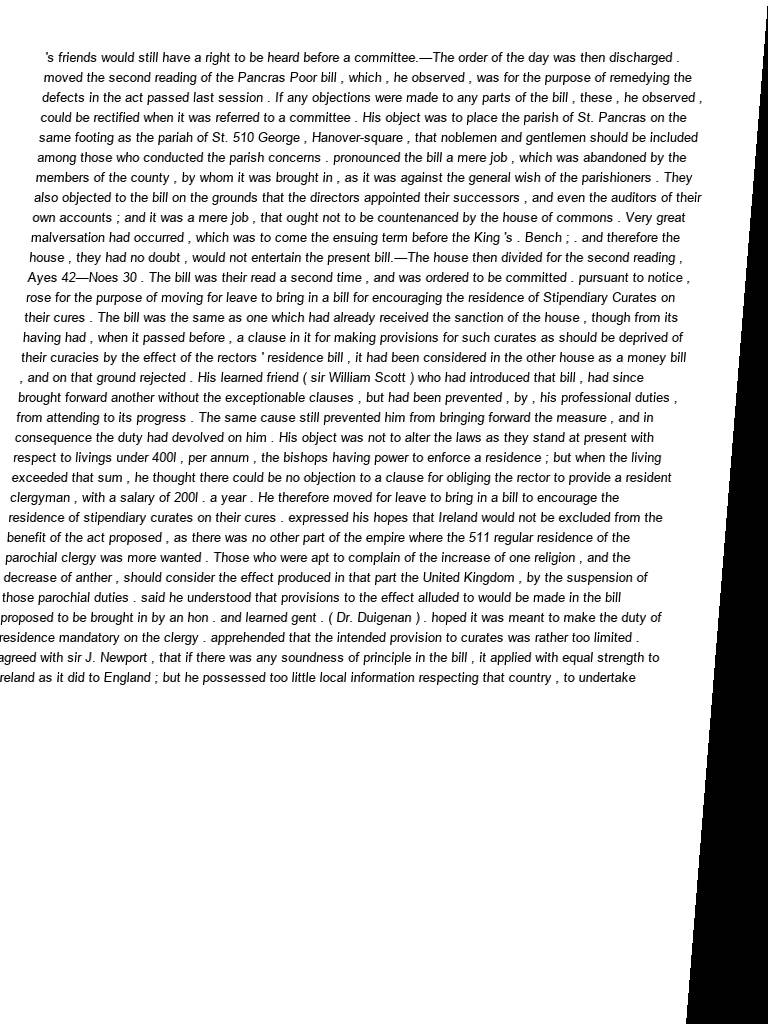 's friends would still have a right to be heard before a committee.—The order of the day was then discharged .
moved the second reading of the Pancras Poor bill , which , he observed , was for the purpose of remedying the
defects in the act passed last session . If any objections were made to any parts of the bill , these , he observed ,
could be rectified when it was referred to a committee . His object was to place the parish of St. Pancras on the
same footing as the pariah of St. 510 George , Hanover-square , that noblemen and gentlemen should be included
among those who conducted the parish concerns . pronounced the bill a mere job , which was abandoned by the
members of the county , by whom it was brought in , as it was against the general wish of the parishioners . They
also objected to the bill on the grounds that the directors appointed their successors , and even the auditors of their
own accounts ; and it was a mere job , that ought not to be countenanced by the house of commons . Very great
malversation had occurred , which was to come the ensuing term before the King 's . Bench ; . and therefore the
house , they had no doubt , would not entertain the present bill.—The house then divided for the second reading ,
Ayes 42—Noes 30 . The bill was their read a second time , and was ordered to be committed . pursuant to notice ,
rose for the purpose of moving for leave to bring in a bill for encouraging the residence of Stipendiary Curates on
their cures . The bill was the same as one which had already received the sanction of the house , though from its
having had , when it passed before , a clause in it for making provisions for such curates as should be deprived of
their curacies by the effect of the rectors ' residence bill , it had been considered in the other house as a money bill
, and on that ground rejected . His learned friend ( sir William Scott ) who had introduced that bill , had since
brought forward another without the exceptionable clauses , but had been prevented , by , his professional duties ,
from attending to its progress . The same cause still prevented him from bringing forward the measure , and in
consequence the duty had devolved on him . His object was not to alter the laws as they stand at present with
respect to livings under 400l , per annum , the bishops having power to enforce a residence ; but when the living
exceeded that sum , he thought there could be no objection to a clause for obliging the rector to provide a resident
clergyman , with a salary of 200l . a year . He therefore moved for leave to bring in a bill to encourage the
residence of stipendiary curates on their cures . expressed his hopes that Ireland would not be excluded from the
benefit of the act proposed , as there was no other part of the empire where the 511 regular residence of the
parochial clergy was more wanted . Those who were apt to complain of the increase of one religion , and the
decrease of anther , should consider the effect produced in that part the United Kingdom , by the suspension of
those parochial duties . said he understood that provisions to the effect alluded to would be made in the bill
proposed to be brought in by an hon . and learned gent . ( Dr. Duigenan ) . hoped it was meant to make the duty of
residence mandatory on the clergy . apprehended that the intended provision to curates was rather too limited .
agreed with sir J. Newport , that if there was any soundness of principle in the bill , it applied with equal strength to
reland as it did to England ; but he possessed too little local information respecting that country , to undertake